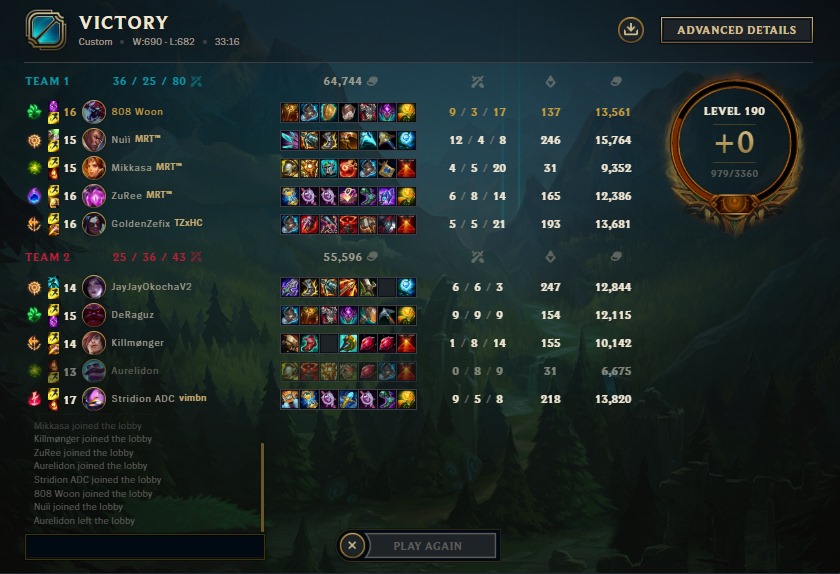 VICTORY
Custom • W:690 - L:682 • 33:16
ADVANCED DETAILS
TEAM 1 36 / 25 / 80 64,744
16 808 Woon 9 / 3 / 17 137 13,561
15 Nuii MRT™ 12 / 4 / 8 246 15,764
15 Mikkasa MRT™ 4 / 5 / 20 31 9,352
16 ZuRee MRT™ 6 / 8 / 14 165 12,386
16 GoldenZefix TZxHC 5 / 5 / 21 193 13,681
LEVEL 190
+0
979/3360
TEAM 2 25 / 36 / 43 55,596
14 JayJayOkochaV2 6 / 6 / 3 247 12,844
15 DeRaguz 9 / 9 / 9 154 12,115
14 Killmønger 1 / 8 / 14 155 10,142
13 Aurelidon 0 / 8 / 9 31 6,675
17 Stridion ADC vimbn 9 / 5 / 8 218 13,820
Mikkasa joined the lobby
Killmønger joined the lobby
ZuRee joined the lobby
Aurelidon joined the lobby
Stridion ADC joined the lobby
808 Woon joined the lobby
Nuii joined the lobby
Aurelidon left the lobby
PLAY AGAIN